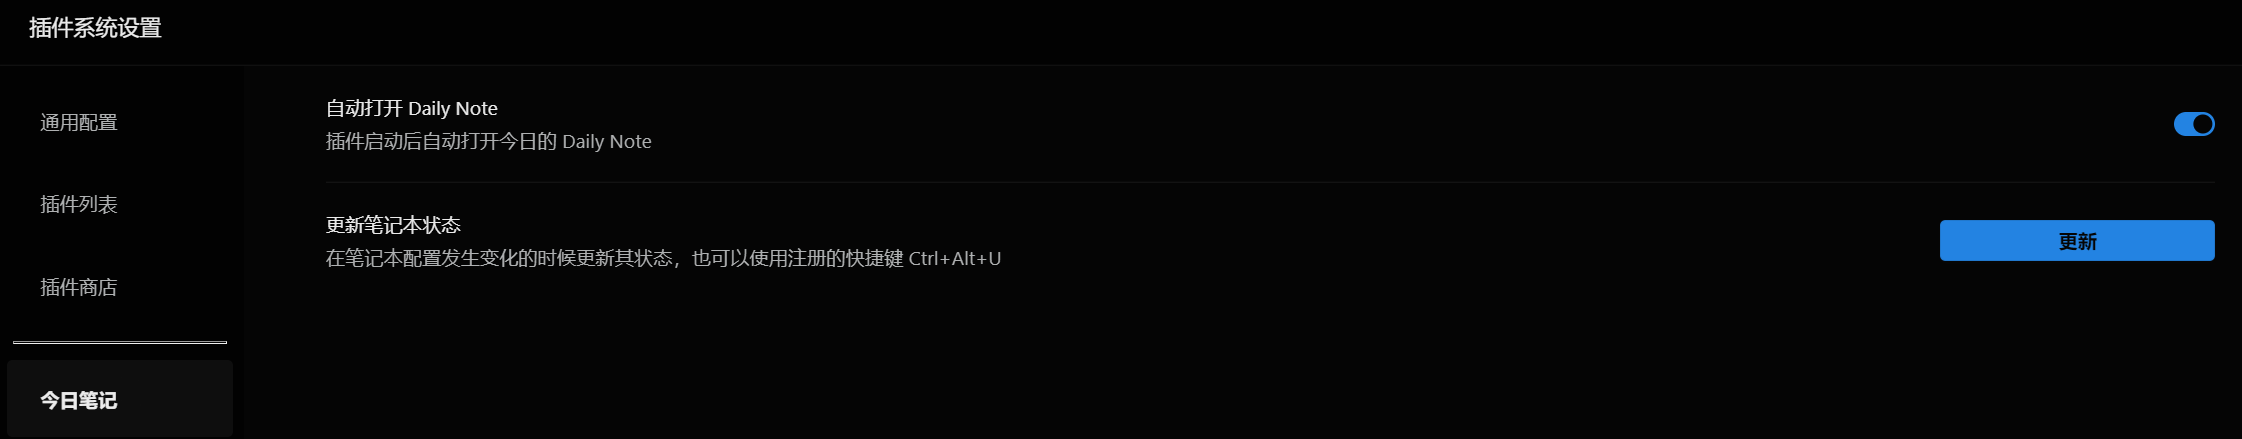 插件系统设置
通用配置
插件列表
插件商店
今日笔记
自动打开 Daily Note
插件启动后自动打开今日的 Daily Note
更新笔记本状态
在笔记本配置发生变化的时候更新其状态，也可以使用注册的快捷键 Ctrl+Alt+U
更新